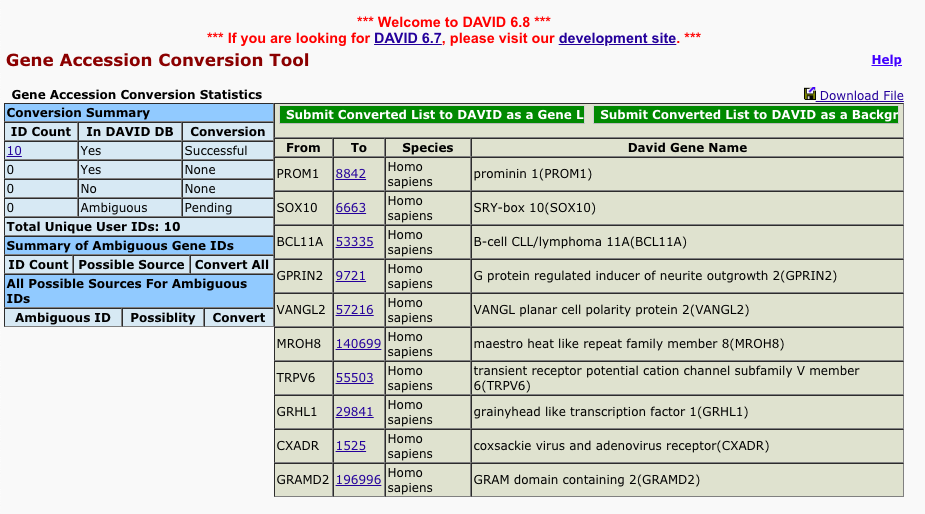 *** Welcome to DAVID 6.8 ***
*** If you are looking for DAVID 6.7, please visit our development site. ***
Gene Accession Conversion Tool
Help
Gene Accession Conversion Statistics
Download File
Conversion Summary
ID Count In DAVID DB Conversion
10 Yes Successful
0 Yes None
0 No None
0 Ambiguous Pending
Total Unique User IDs: 10
Summary of Ambiguous Gene IDs
ID Count Possible Source Convert All
All Possible Sources For Ambiguous
IDs
Ambiguous ID Possiblity Convert
Submit Converted List to DAVID as a Gene L
Submit Converted List to DAVID as a Backgr
From To Species David Gene Name
PROM1 8842 Homo
sapiens prominin 1(PROM1)
SOX10 6663 Homo
sapiens SRY-box 10(SOX10)
BCL11A 53335 Homo
sapiens B-cell CLL/lymphoma 11A(BCL11A)
GPRIN2 9721 Homo
sapiens G protein regulated inducer of neurite outgrowth 2(GPRIN2)
VANGL2 57216 Homo
sapiens VANGL planar cell polarity protein 2(VANGL2)
MROH8 140699 Homo
sapiens maestro heat like repeat family member 8(MROH8)
TRPV6 55503 Homo
sapiens transient receptor potential cation channel subfamily V member
6(TRPV6)
GRHL1 29841 Homo
sapiens grainyhead like transcription factor 1(GRHL1)
CXADR 1525 Homo
sapiens coxsackie virus and adenovirus receptor(CXADR)
GRAMD2 196996 Homo
sapiens GRAM domain containing 2(GRAMD2)